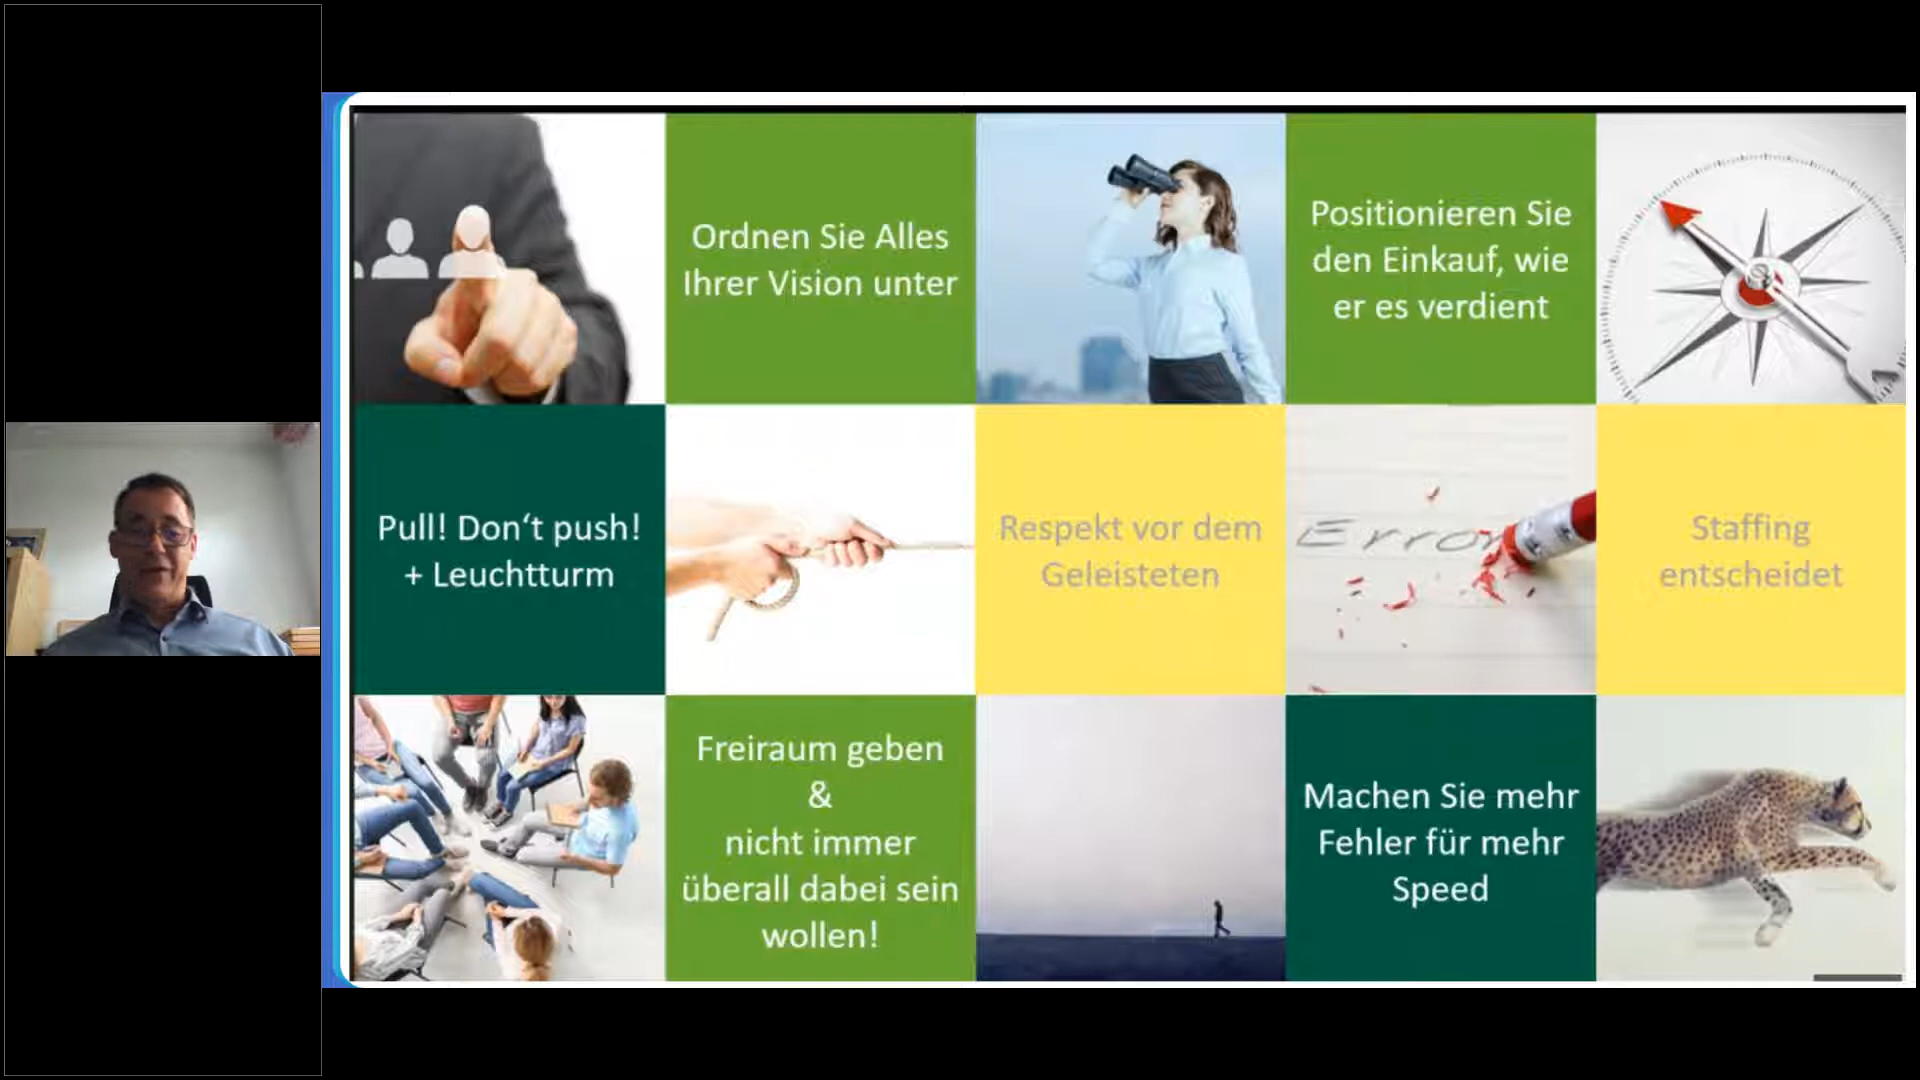 Ordnen Sie Alles
Ihrer Vision unter
Positionieren Sie
den Einkauf, wie
er es verdient
Pull! Don‘t push!
+ Leuchtturm
Respekt vor dem
Geleisteten
Error
Staffing
entscheidet
Freiraum geben
&
nicht immer
überall dabei sein
wollen!
Machen Sie mehr
Fehler für mehr
Speed